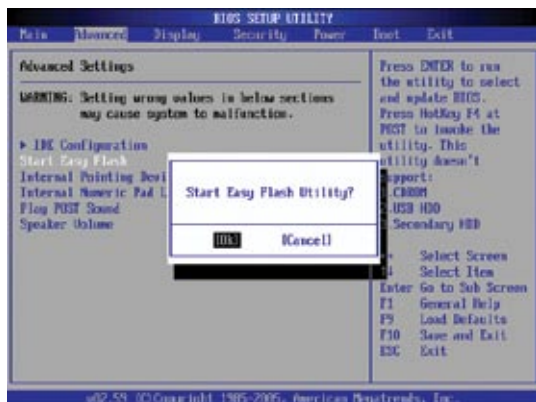 BIOS SETUP UTILITY
Main Advanced Display Security Power Boot Exit
Advanced Settings
WARNING: Setting wrong values in below sections
may cause system to malfunction.
IDE Configuration
Start Easy Flash
Internal Pointing Devi
Internal Numeric Pad L
Play POST Sound
Speaker Volume
Start Easy Flash Utility?
[Ok] [Cancel]
Press ENTER to run
the utility to select
and update BIOS.
Press HotKey F4 at
POST to invoke the
utility. This
utility doesn't
support:
CDROM
USB HDD
Secondary HDD
Select Screen
Select Item
Enter Go to Sub Screen
F1 General Help
F9 Load Defaults
F10 Save and Exit
ESC Exit
v02.59 (C)Copyright 1985-2005, American Megatrends, Inc.